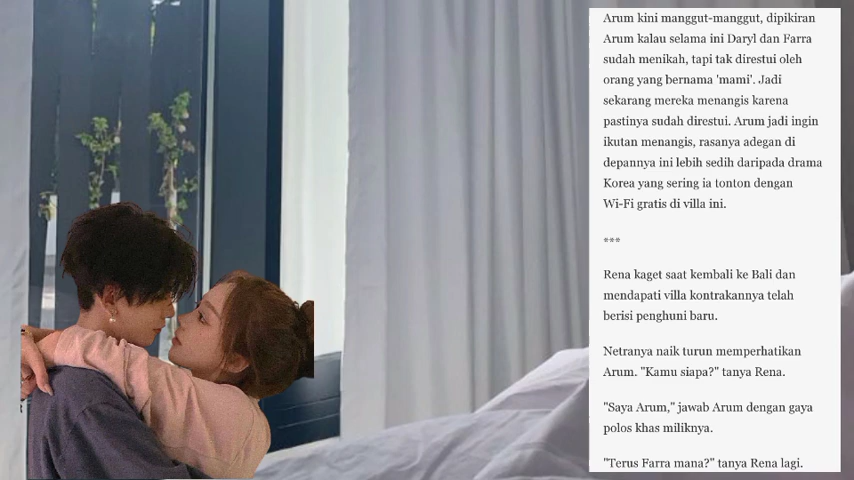 Arum kini manggut-manggut, dipikiran
Arum kalau selama ini Daryl dan Farra
sudah menikah, tapi tak direstui oleh
orang yang bernama 'mami'. Jadi
sekarang mereka menangis karena
pastinya sudah direstui. Arum jadi ingin
ikutan menangis, rasanya adegan di
depannya ini lebih sedih daripada drama
Korea yang sering ia tonton dengan
Wi-Fi gratis di villa ini.
***
Rena kaget saat kembali ke Bali dan
mendapati villa kontrakannya telah
berisi penghuni baru.
Netranya naik turun memperhatikan
Arum. "Kamu siapa?" tanya Rena.
"Saya Arum," jawab Arum dengan gaya
polos khas miliknya.
"Terus Farra mana?" tanya Rena lagi.